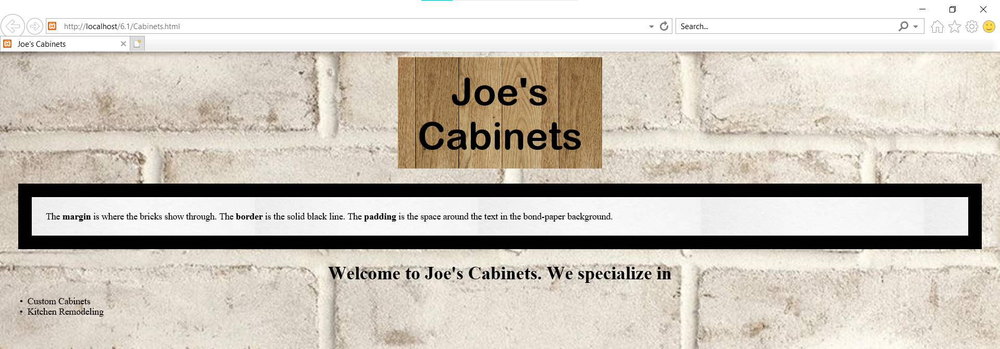 http://localhost/6.1/Cabinets.html
Search...
Joe's Cabinets
Joe's
Cabinets
The margin is where the bricks show through. The border is the solid black line. The padding is the space around the text in the bond-paper background.
Welcome to Joe's Cabinets. We specialize in
• Custom Cabinets
• Kitchen Remodeling